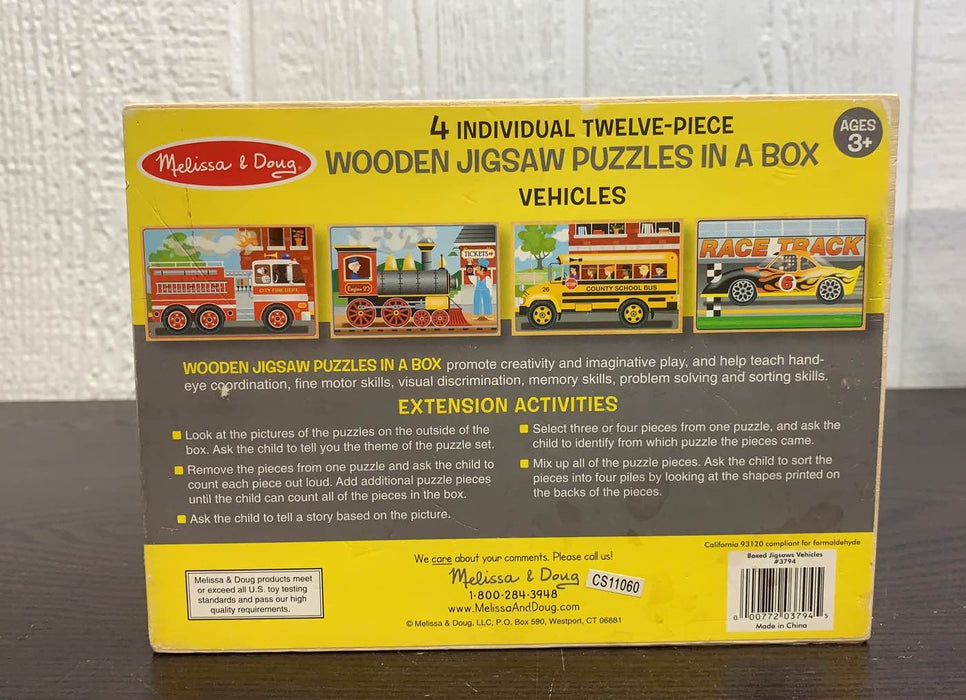 4 INDIVIDUAL TWELVE-PIECE
AGES
3+
Melissa & Doug
WOODEN JIGSAW PUZZLES IN A BOX
VEHICLES
CITY FIRE DEPT.
Engine 23
TICKETS
26
STOP
COUNTY SCHOOL BUS
RACE TRACK
6
WOODEN JIGSAW PUZZLES IN A BOX promote creativity and imaginative play, and help teach hand-
eye coordination, fine motor skills, visual discrimination, memory skills, problem solving and sorting skills.
EXTENSION ACTIVITIES
Look at the pictures of the puzzles on the outside of the
box. Ask the child to tell you the theme of the puzzle set.
Remove the pieces from one puzzle and ask the child to
count each piece out loud. Add additional puzzle pieces
until the child can count all of the pieces in the box.
Ask the child to tell a story based on the picture.
Select three or four pieces from one puzzle, and ask the
child to identify from which puzzle the pieces came.
Mix up all of the puzzle pieces. Ask the child to sort the
pieces into four piles by looking at the shapes printed on
the backs of the pieces.
California 93120 compliant for formaldehyde
Melissa & Doug products meet
or exceed all U.S. toy testing
standards and pass our high
quality requirements.
We care about your comments. Please call us!
Melissa & Doug
1·800·284·3948
www.MelissaAndDoug.com
© Melissa & Doug, LLC, P.O. Box 590, Westport, CT 06881
CS11060
Boxed Jigsaws Vehicles
#3794
0 00772 03794 5
Made in China